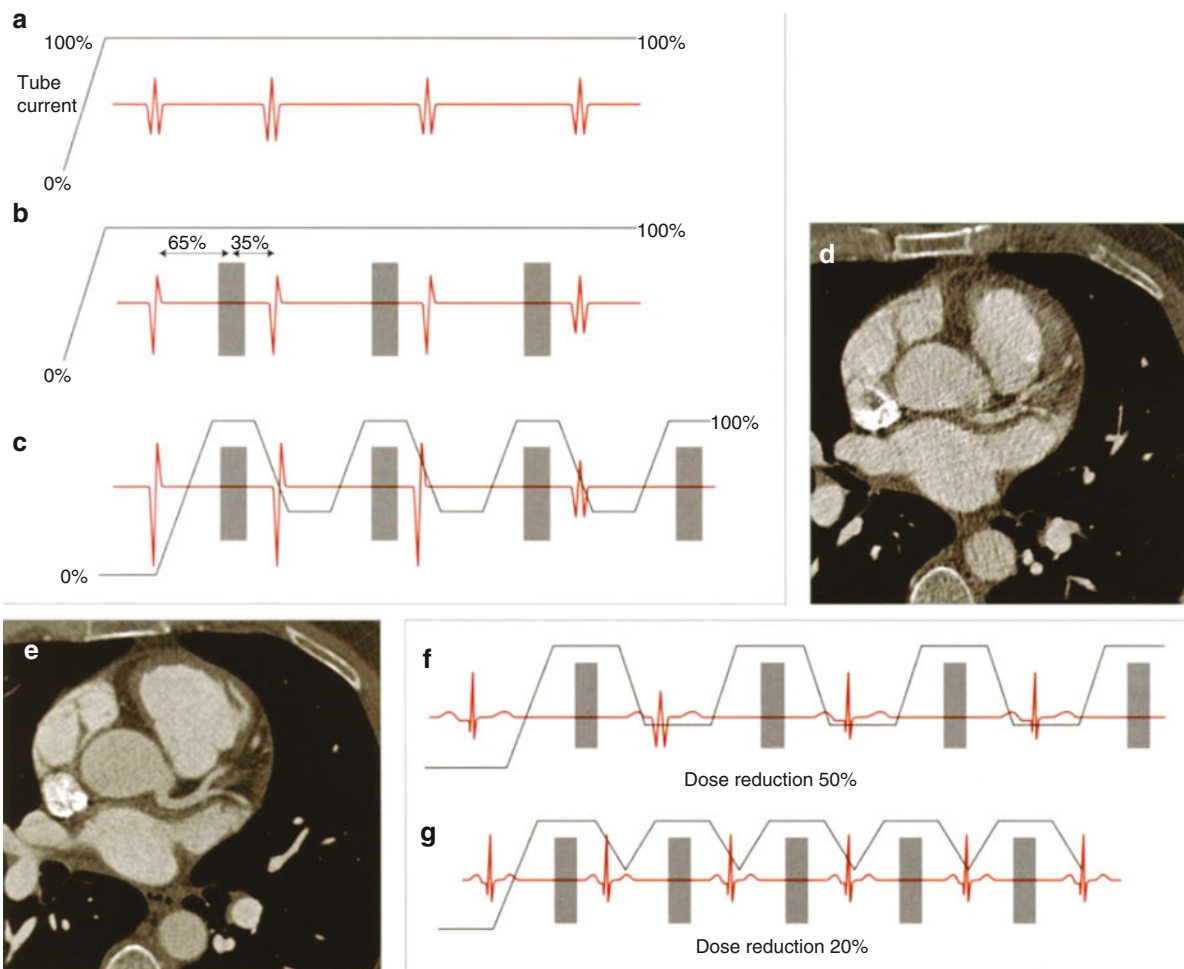 a
100%
100%
Tube
current
0%
b
65%
35%
100%
0%
c
100%
0%
d
e
f
Dose reduction 50%
g
Dose reduction 20%